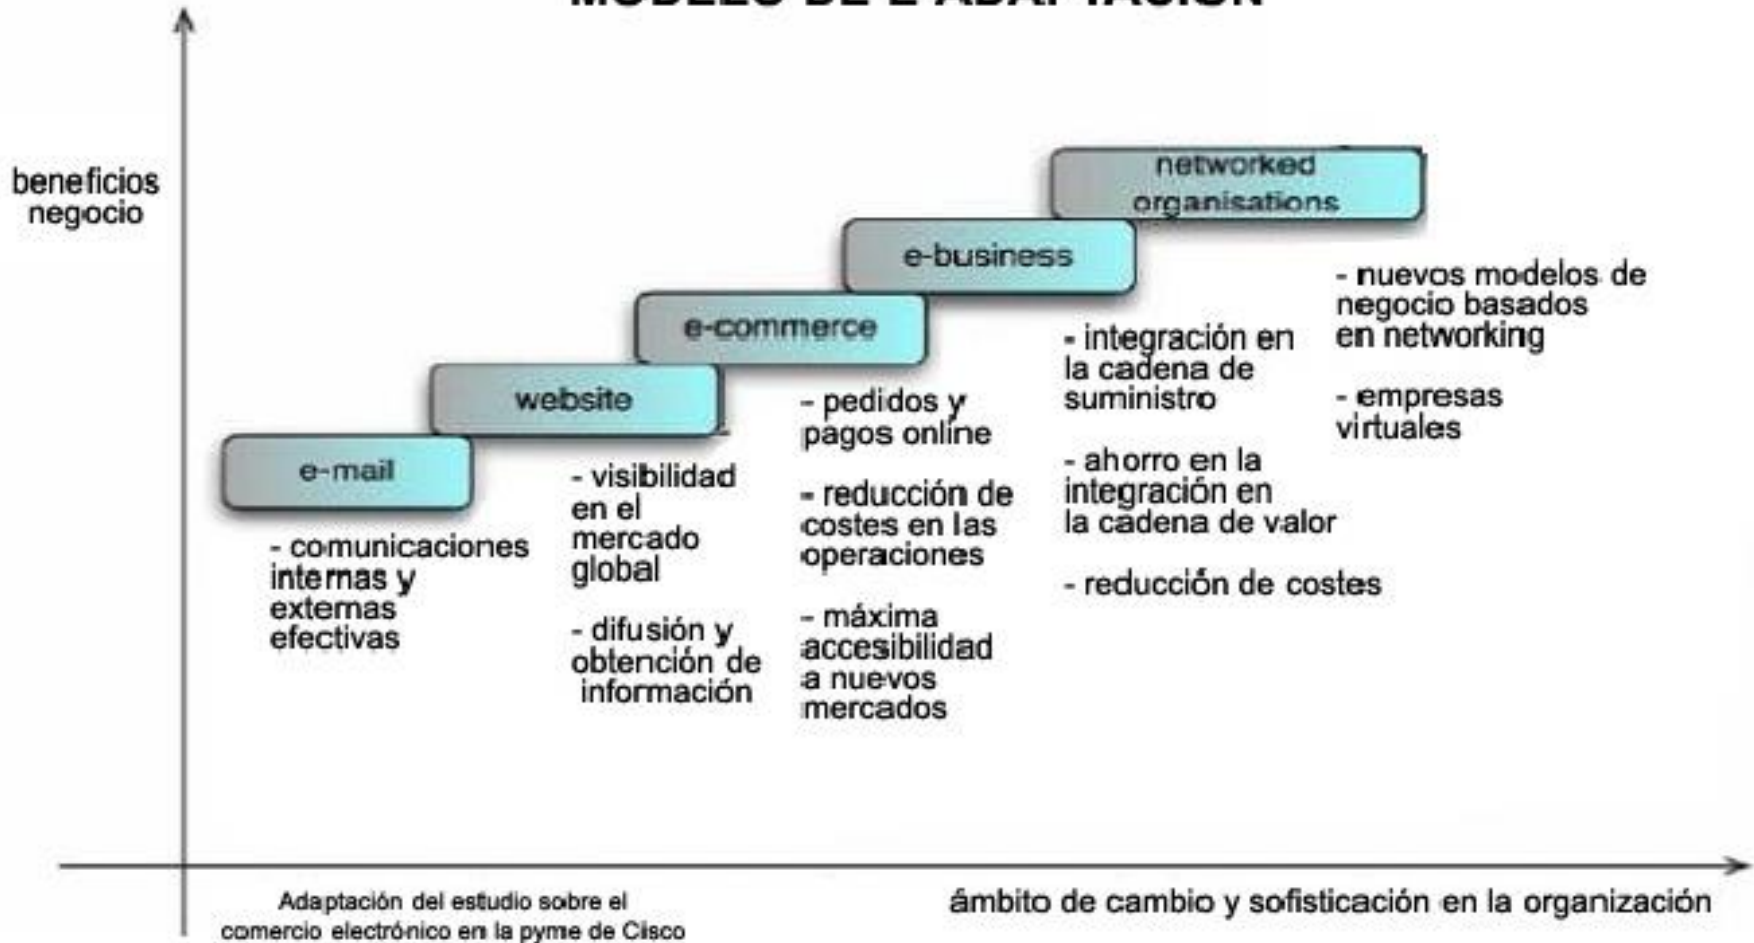 MODELO DE E-ADAPTACIÓN
beneficios
negocio
networked
organisations
e-business
e-commerce
website
e-mail
- comunicaciones
internas y
externas
efectivas
- visibilidad
en el
mercado
global
- difusión y
obtención de
información
- pedidos y
pagos online
- reducción de
costes en las
operaciones
- máxima
accesibilidad
a nuevos
mercados
- integración en
la cadena de
suministro
- ahorro en la
integración en
la cadena de valor
- reducción de costes
- nuevos modelos de
negocio basados
en networking
- empresas
virtuales
Adaptación del estudio sobre el
comercio electrónico en la pyme de Cisco
ámbito de cambio y sofisticación en la organización